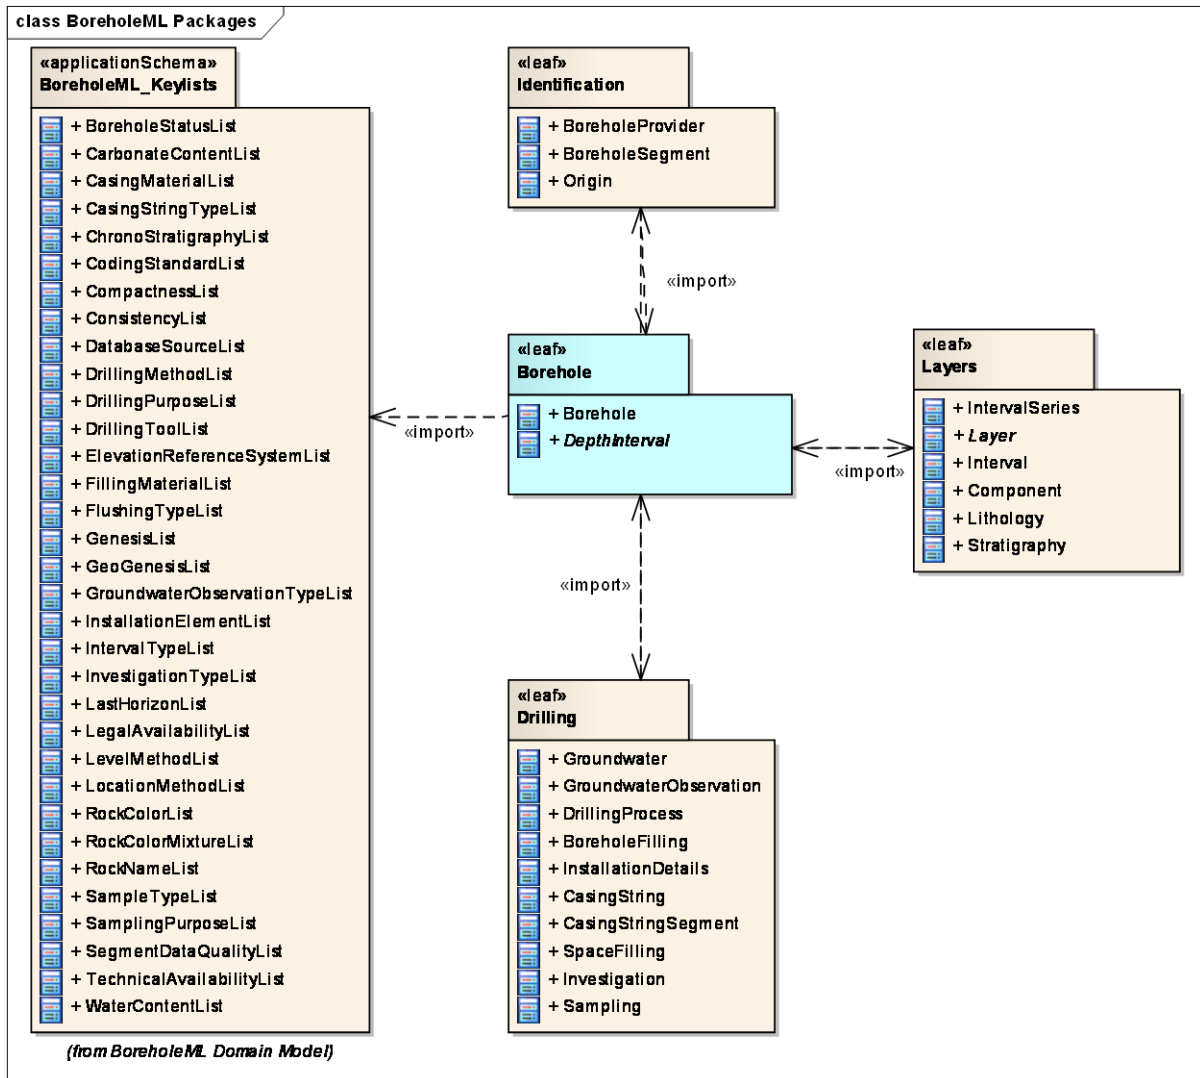 class BoreholeML Packages
«applicationSchema»
BoreholeML_Keylists
+ BoreholeStatusList
+ CarbonateContentList
+ CasingMaterialList
+ CasingStringTypeList
+ ChronoStratigraphyList
+ CodingStandardList
+ CompactnessList
+ ConsistencyList
+ DatabaseSourceList
+ DrillingMethodList
+ DrillingPurposeList
+ DrillingToolList
+ ElevationReferenceSystemList
+ FillingMaterialList
+ FlushingTypeList
+ GenesisList
+ GeoGenesisList
+ GroundwaterObservationTypeList
+ InstallationElementList
+ IntervalTypeList
+ InvestigationTypeList
+ LastHorizonList
+ LegalAvailabilityList
+ LevelMethodList
+ LocationMethodList
+ RockColorList
+ RockColorMixtureList
+ RockNameList
+ SampleTypeList
+ SamplingPurposeList
+ SegmentDataQualityList
+ TechnicalAvailabilityList
+ WaterContentList
(from BoreholeML Domain Model)
«leaf»
Identification
+ BoreholeProvider
+ BoreholeSegment
+ Origin
«import»
«leaf»
Borehole
+ Borehole
+ DepthInterval
«import»
«import»
«leaf»
Layers
+ IntervalSeries
+ Layer
+ Interval
+ Component
+ Lithology
+ Stratigraphy
«import»
«leaf»
Drilling
+ Groundwater
+ GroundwaterObservation
+ DrillingProcess
+ BoreholeFilling
+ InstallationDetails
+ CasingString
+ CasingStringSegment
+ SpaceFilling
+ Investigation
+ Sampling